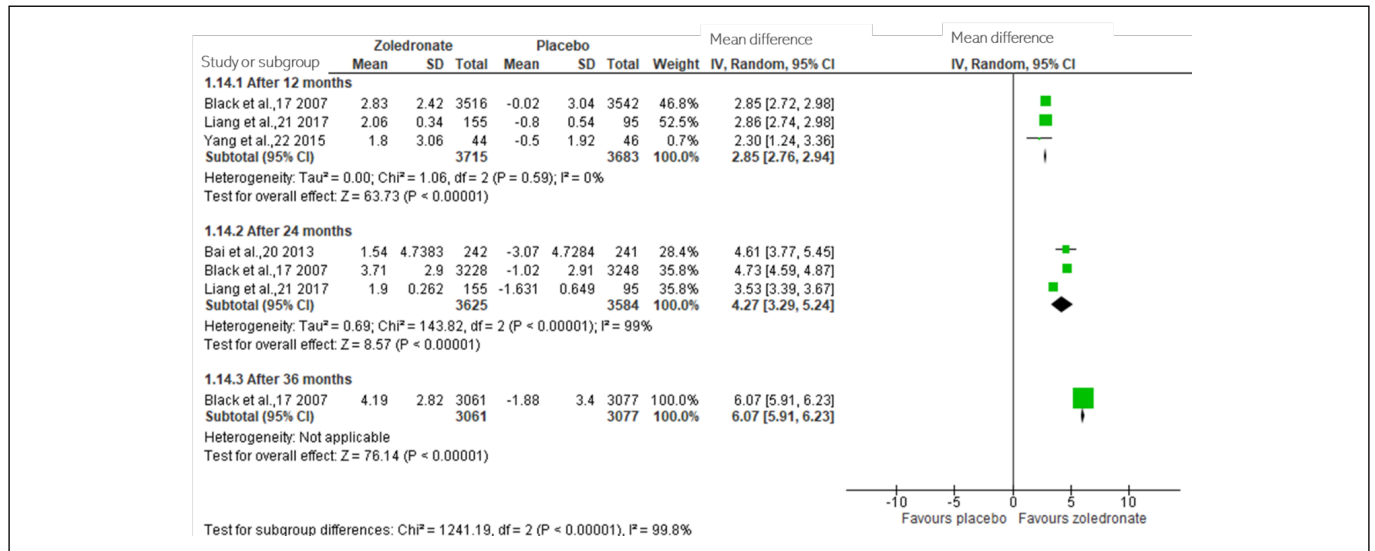 Zoledronate Placebo Mean difference Mean difference
Study or subgroup Mean SD Total Mean SD Total Weight IV, Random, 95% CI IV, Random, 95% CI
1.14.1 After 12 months
Black et al.,17 2007 2.83 2.42 3516 -0.02 3.04 3542 46.8% 2.85 [2.72, 2.98]
Liang et al.,21 2017 2.06 0.34 155 -0.8 0.54 95 52.5% 2.86 [2.74, 2.98]
Yang et al.,22 2015 1.8 3.06 44 -0.5 1.92 46 0.7% 2.30 [1.24, 3.36]
Subtotal (95% CI) 3715 3683 100.0% 2.85 [2.76, 2.94]
Heterogeneity: Tau² = 0.00; Chi² = 1.06, df = 2 (P = 0.59); I² = 0%
Test for overall effect: Z = 63.73 (P < 0.00001)
1.14.2 After 24 months
Bai et al.,20 2013 1.54 4.7383 242 -3.07 4.7284 241 28.4% 4.61 [3.77, 5.45]
Black et al.,17 2007 3.71 2.9 3228 -1.02 2.91 3248 35.8% 4.73 [4.59, 4.87]
Liang et al.,21 2017 1.9 0.262 155 -1.631 0.649 95 35.8% 3.53 [3.39, 3.67]
Subtotal (95% CI) 3625 3584 100.0% 4.27 [3.29, 5.24]
Heterogeneity: Tau² = 0.69; Chi² = 143.82, df = 2 (P < 0.00001); I² = 99%
Test for overall effect: Z = 8.57 (P < 0.00001)
1.14.3 After 36 months
Black et al.,17 2007 4.19 2.82 3061 -1.88 3.4 3077 100.0% 6.07 [5.91, 6.23]
Subtotal (95% CI) 3061 3077 100.0% 6.07 [5.91, 6.23]
Heterogeneity: Not applicable
Test for overall effect: Z = 76.14 (P < 0.00001)
-10 -5 0 5 10
Favours placebo Favours zoledronate
Test for subgroup differences: Chi² = 1241.19, df = 2 (P < 0.00001), I² = 99.8%